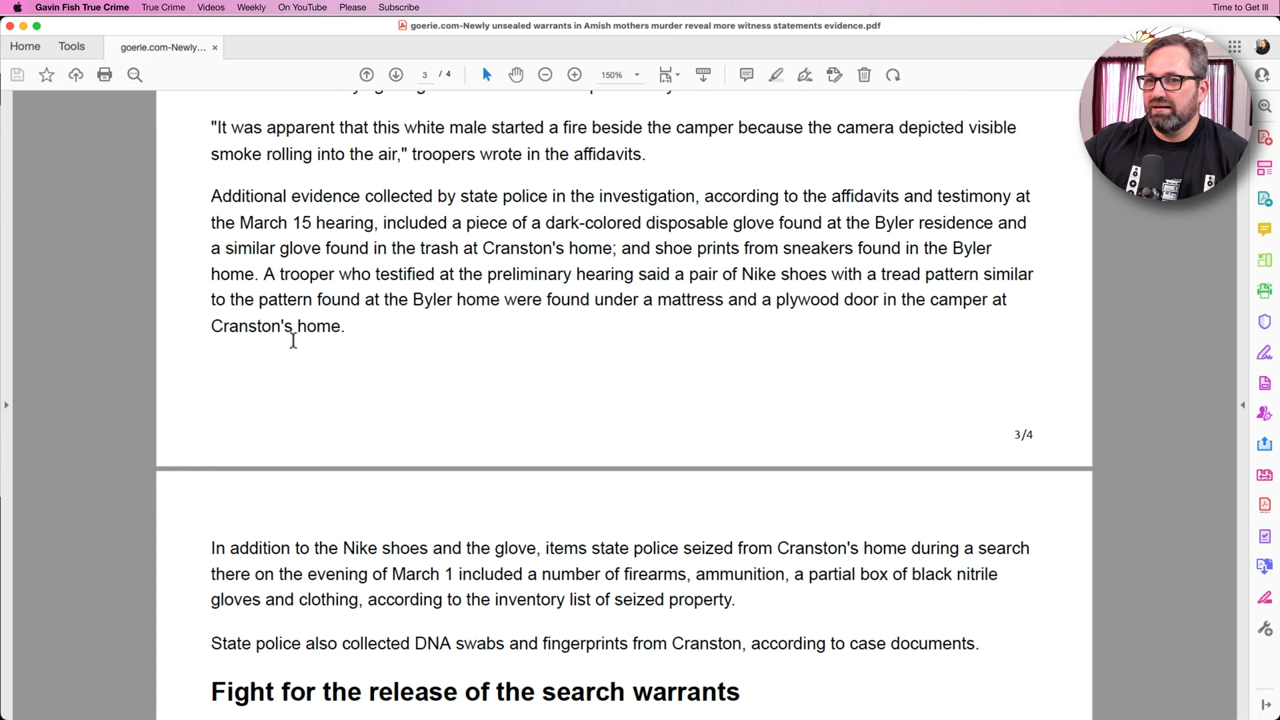 Gavin Fish True Crime True Crime Videos Weekly On YouTube Please Subscribe Time to Get Ill
goerie.com-Newly unsealed warrants in Amish mothers murder reveal more witness statements evidence.pdf
Home Tools goerie.com-Newly... ×
3 / 4 150%
"It was apparent that this white male started a fire beside the camper because the camera depicted visible
smoke rolling into the air," troopers wrote in the affidavits.
Additional evidence collected by state police in the investigation, according to the affidavits and testimony at
the March 15 hearing, included a piece of a dark-colored disposable glove found at the Byler residence and
a similar glove found in the trash at Cranston's home; and shoe prints from sneakers found in the Byler
home. A trooper who testified at the preliminary hearing said a pair of Nike shoes with a tread pattern similar
to the pattern found at the Byler home were found under a mattress and a plywood door in the camper at
Cranston's home.
3/4
In addition to the Nike shoes and the glove, items state police seized from Cranston's home during a search
there on the evening of March 1 included a number of firearms, ammunition, a partial box of black nitrile
gloves and clothing, according to the inventory list of seized property.
State police also collected DNA swabs and fingerprints from Cranston, according to case documents.
Fight for the release of the search warrants